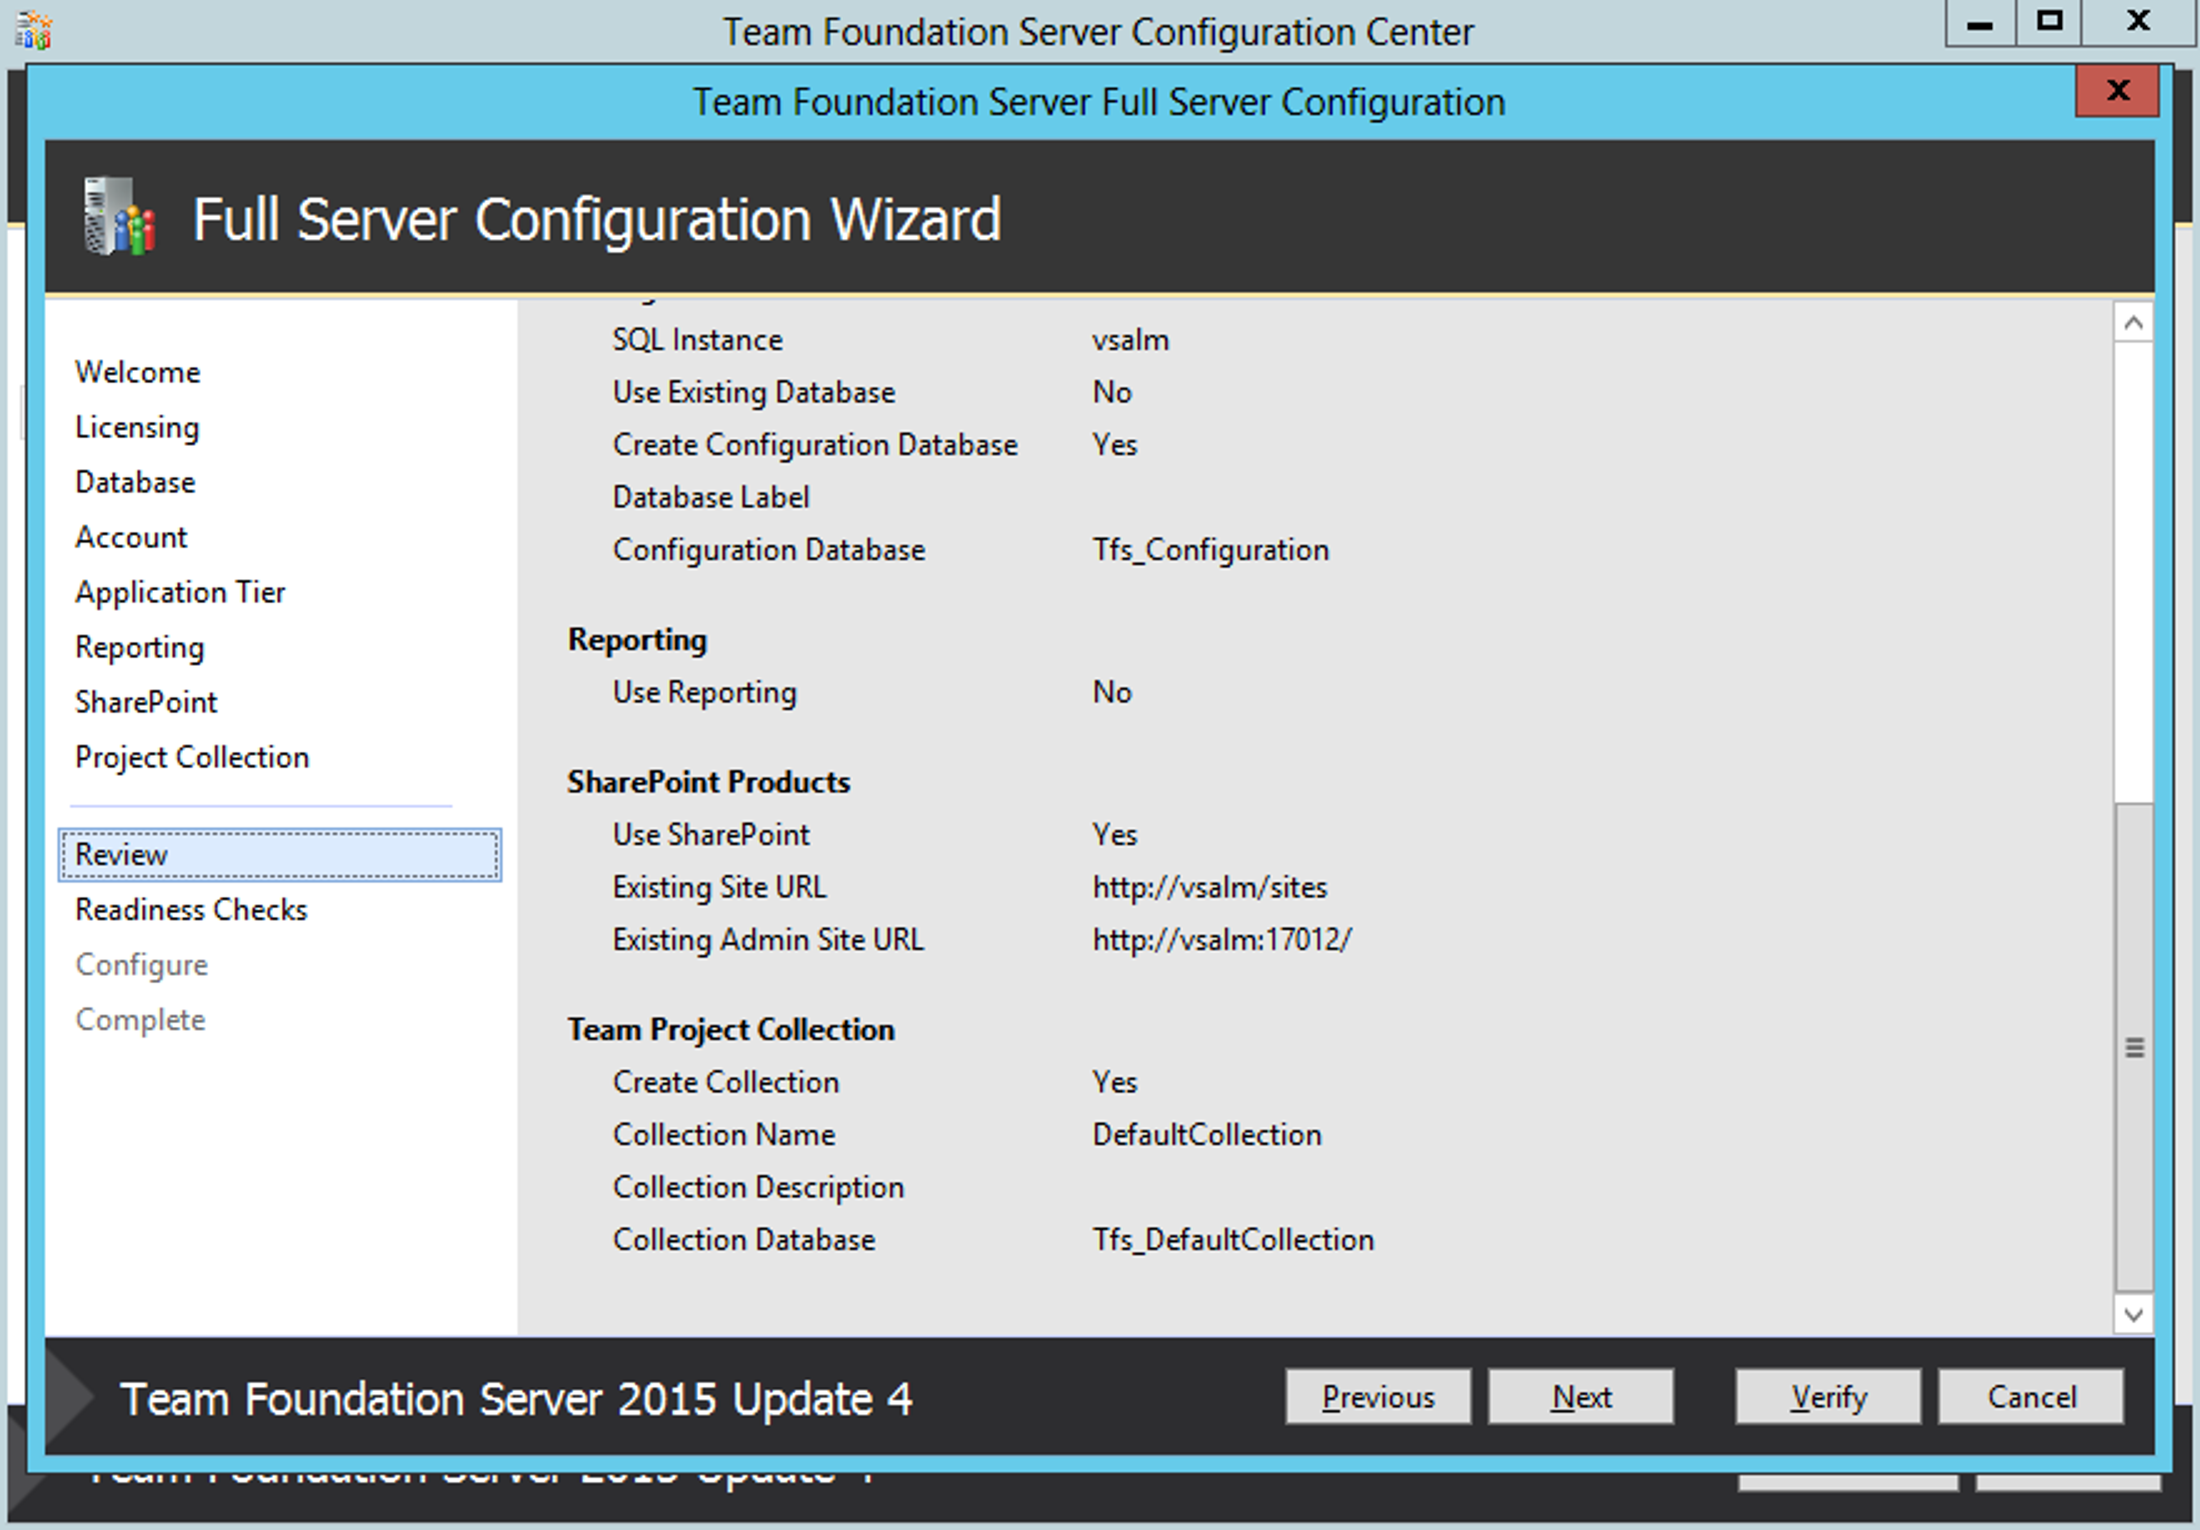 Team Foundation Server Configuration Center
Team Foundation Server Full Server Configuration
Full Server Configuration Wizard
Welcome
Licensing
Database
Account
Application Tier
Reporting
SharePoint
Project Collection
Review
Readiness Checks
Configure
Complete
SQL Instance vsalm
Use Existing Database No
Create Configuration Database Yes
Database Label
Configuration Database Tfs_Configuration
Reporting
Use Reporting No
SharePoint Products
Use SharePoint Yes
Existing Site URL http://vsalm/sites
Existing Admin Site URL http://vsalm:17012/
Team Project Collection
Create Collection Yes
Collection Name DefaultCollection
Collection Description
Collection Database Tfs_DefaultCollection
Team Foundation Server 2015 Update 4
Previous Next Verify Cancel
Team Foundation Server 2015 Update 4